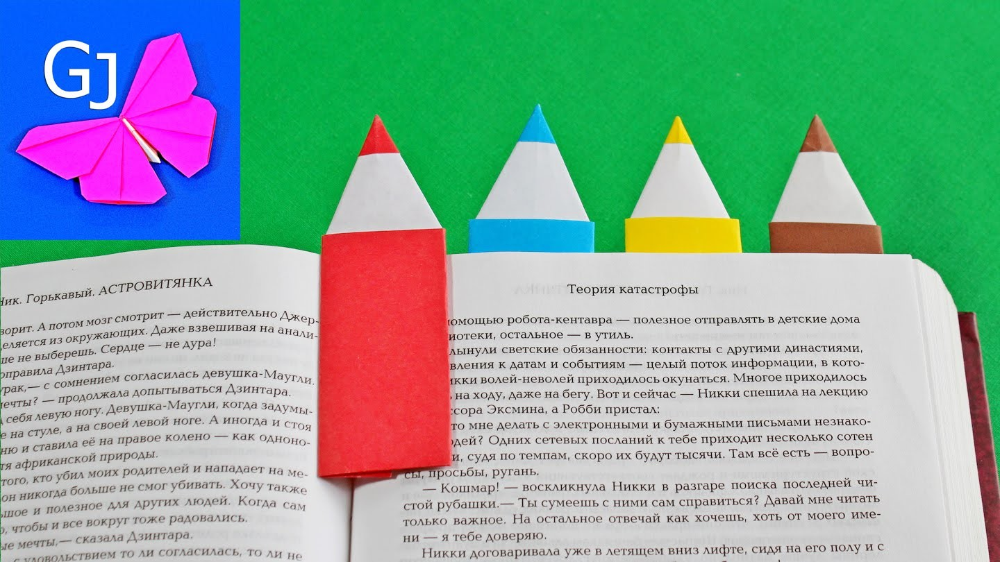 GJ
Ник. Горькавый. АСТРОВИТЯНКА
ворит. А потом мозг смотрит — действительно Джер-
еляется из окружающих. Даже взвешивая на анали-
ше не выберешь. Сердце — не дура!
оправила Дзинтара.
урак,— с сомнением согласилась девушка-Маугли.
мечты? — продолжала допытываться Дзинтара.
себя левую ногу. Девушка-Маугли, когда задумы-
е на стуле, а на своей левой ноге. А иногда и стоя
ню и ставила её на правое колено — как одноно-
тя африканской природы.
того, кто убил моих родителей и нападает на ме-
он никогда больше не смог убивать. Хочу также
ьшое и полезное для других людей. Когда сам
о, чтобы и все вокруг тоже радовались.
ые мечты,— сказала Дзинтара.
с удовольствием то ли согласилась, то ли не
Теория катастрофы
помощью робота-кентавра — полезное отправлять в детские дома
иотеки, остальное — в утиль.
лынули светские обязанности: контакты с другими династиями,
вления к датам и событиям — целый поток информации, в кото-
икки волей-неволей приходилось окунаться. Многое приходилось
, на ходу, даже на бегу. Вот и сейчас — Никки спешила на лекцию
ссора Эксмина, а Робби пристал:
то мне делать с электронными и бумажными письмами незнако-
юдей? Одних сетевых посланий к тебе приходит несколько сотен
и, судя по темпам, скоро их будут тысячи. Там всё есть — вопро-
сы, просьбы, ругань.
— Кошмар! — воскликнула Никки в разгаре поиска последней чи-
стой рубашки.— Ты сумеешь с ними сам справиться? Давай мне читать
только важное. На остальное отвечай как хочешь, хоть от моего име-
ни — я тебе доверяю.
Никки договаривала уже в летящем вниз лифте, сидя на его полу и с